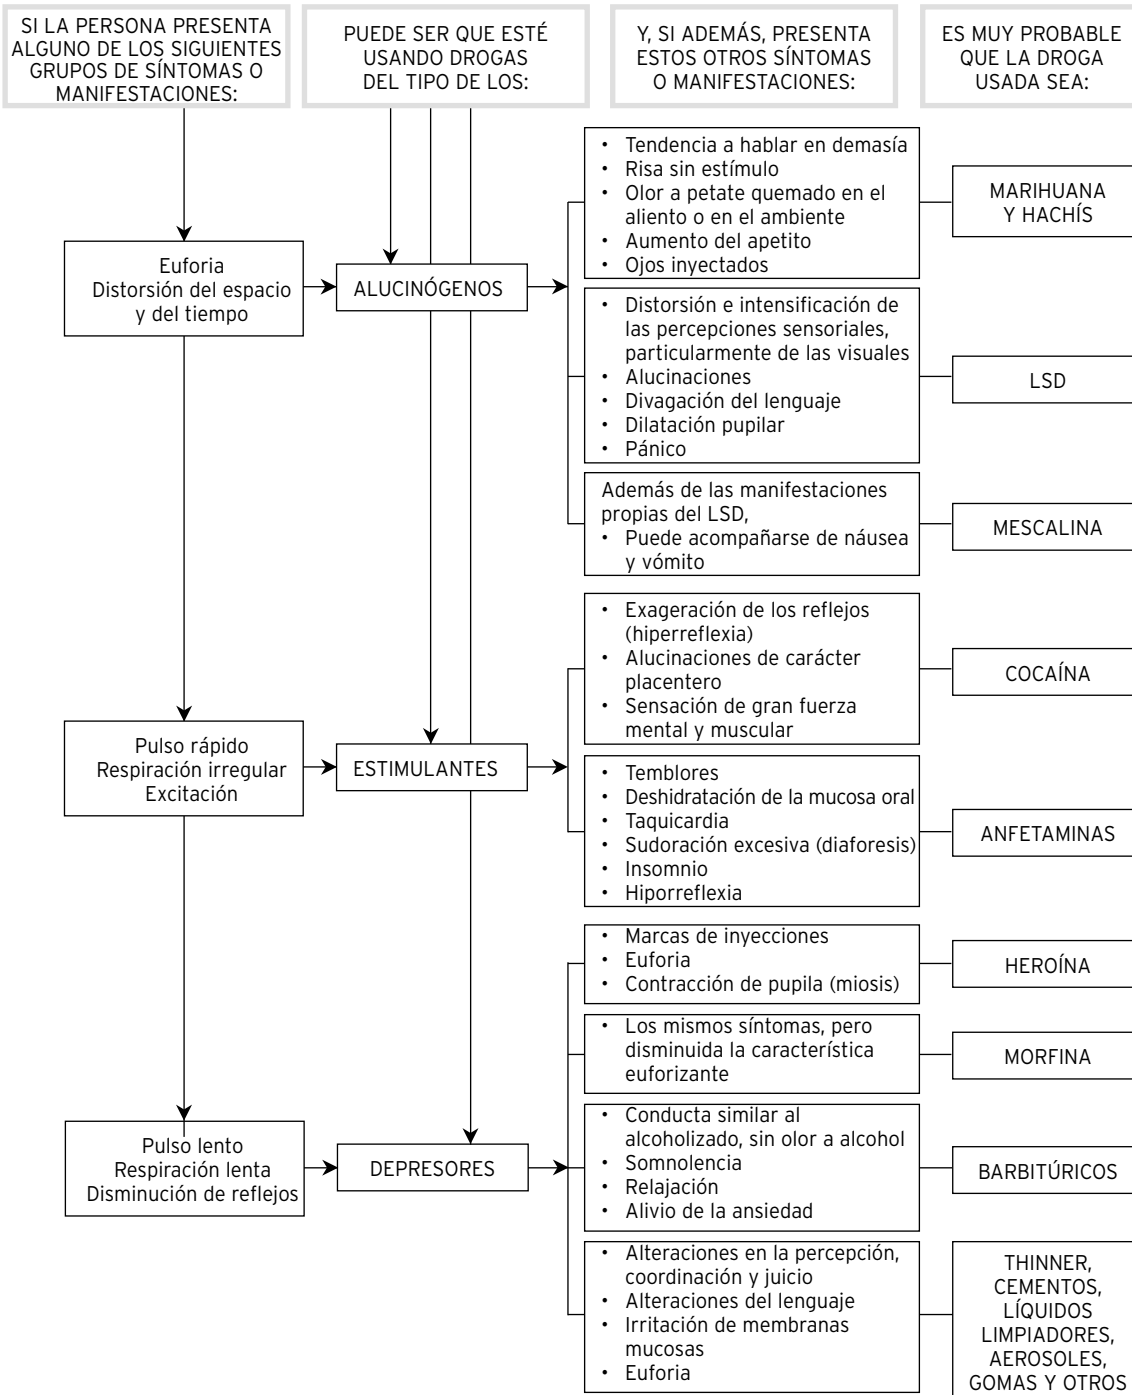 SI LA PERSONA PRESENTA
ALGUNO DE LOS SIGUIENTES
GRUPOS DE SÍNTOMAS O
MANIFESTACIONES:
PUEDE SER QUE ESTÉ
USANDO DROGAS
DEL TIPO DE LOS:
Y, SI ADEMÁS, PRESENTA
ESTOS OTROS SÍNTOMAS
O MANIFESTACIONES:
ES MUY PROBABLE
QUE LA DROGA
USADA SEA:
Euforia
Distorsión del espacio
y del tiempo
ALUCINÓGENOS
• Tendencia a hablar en demasía
• Risa sin estímulo
• Olor a petate quemado en el
aliento o en el ambiente
• Aumento del apetito
• Ojos inyectados
MARIHUANA
Y HACHÍS
• Distorsión e intensificación de
las percepciones sensoriales,
particularmente de las visuales
• Alucinaciones
• Divagación del lenguaje
• Dilatación pupilar
• Pánico
LSD
Además de las manifestaciones
propias del LSD,
• Puede acompañarse de náusea
y vómito
MESCALINA
Pulso rápido
Respiración irregular
Excitación
ESTIMULANTES
• Exageración de los reflejos
(hiperreflexia)
• Alucinaciones de carácter
placentero
• Sensación de gran fuerza
mental y muscular
COCAÍNA
• Temblores
• Deshidratación de la mucosa oral
• Taquicardia
• Sudoración excesiva (diaforesis)
• Insomnio
• Hiporreflexia
ANFETAMINAS
Pulso lento
Respiración lenta
Disminución de reflejos
DEPRESORES
• Marcas de inyecciones
• Euforia
• Contracción de pupila (miosis)
HEROÍNA
• Los mismos síntomas, pero
disminuida la característica
euforizante
MORFINA
• Conducta similar al
alcoholizado, sin olor a alcohol
• Somnolencia
• Relajación
• Alivio de la ansiedad
BARBITÚRICOS
• Alteraciones en la percepción,
coordinación y juicio
• Alteraciones del lenguaje
• Irritación de membranas
mucosas
• Euforia
THINNER,
CEMENTOS,
LÍQUIDOS
LIMPIADORES,
AEROSOLES,
GOMAS Y OTROS